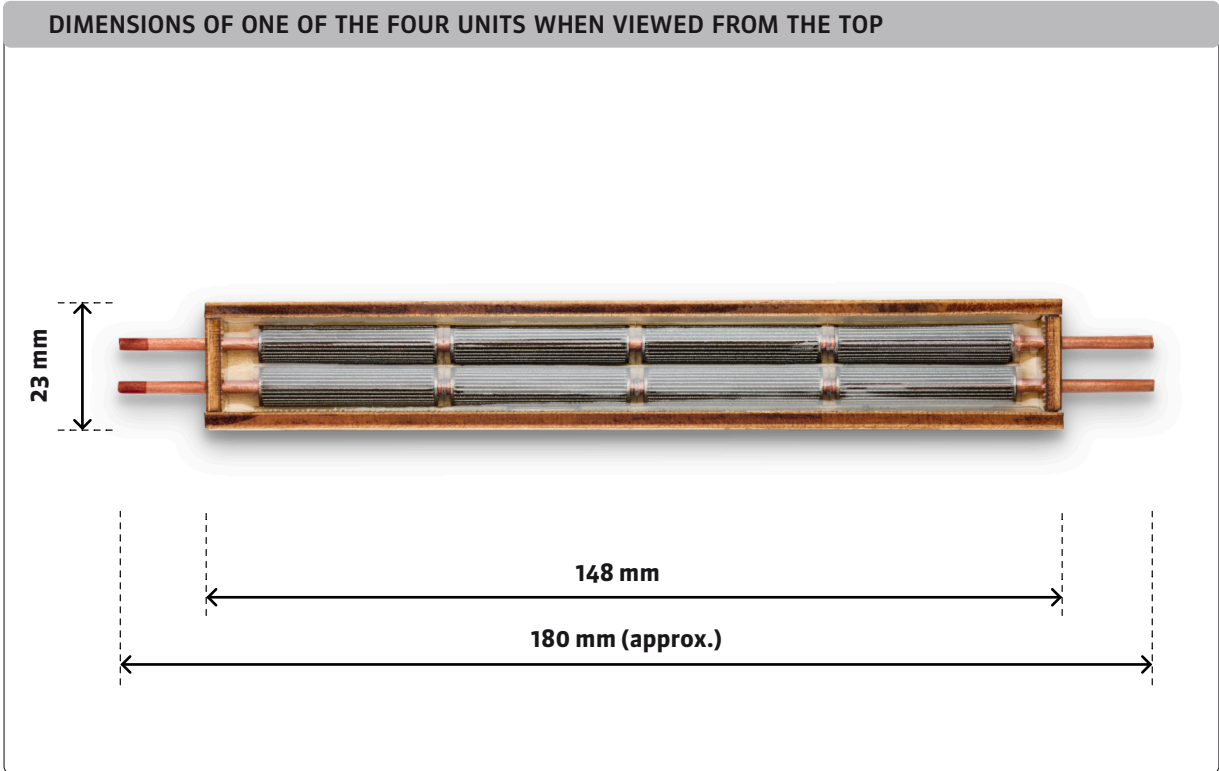 DIMENSIONS OF ONE OF THE FOUR UNITS WHEN VIEWED FROM THE TOP
23 mm
148 mm
180 mm (approx.)